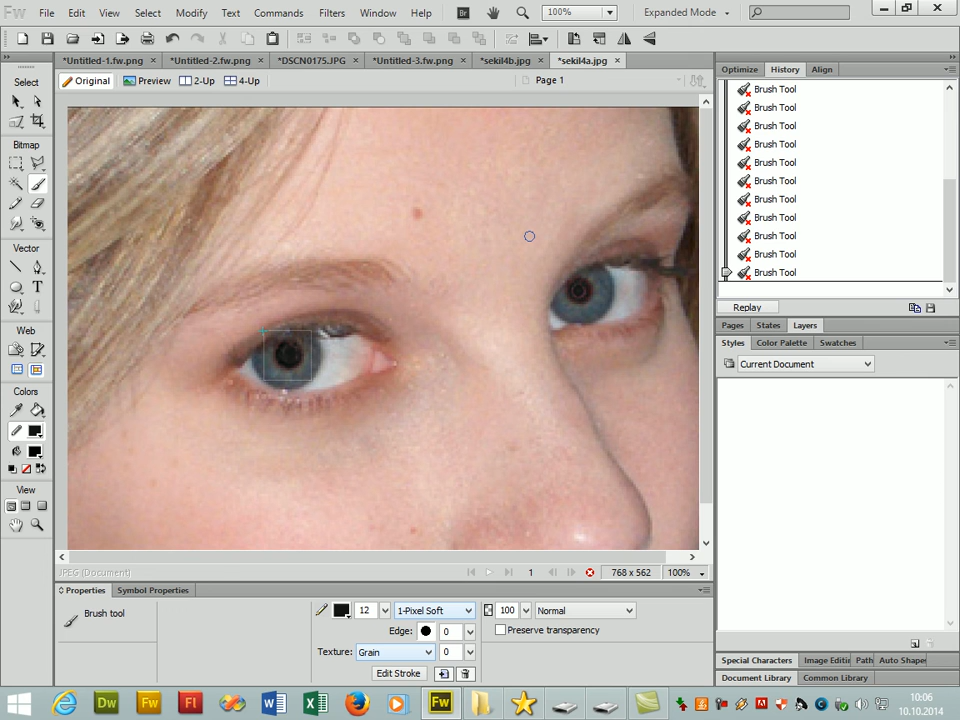 Fw File Edit View Select Modify Text Commands Filters Window Help Br 100% Expanded Mode
*Untitled-1.fw.png *Untitled-2.fw.png *DSCN0175.JPG *Untitled-3.fw.png *sekil4b.jpg *sekil4a.jpg
Original Preview 2-Up 4-Up Page 1
Select
Bitmap
Vector
T
Web
Colors
View
Optimize History Align
Brush Tool
Brush Tool
Brush Tool
Brush Tool
Brush Tool
Brush Tool
Brush Tool
Brush Tool
Brush Tool
Brush Tool
Brush Tool
Replay
Pages States Layers
Styles Color Palette Swatches
Current Document
JPEG (Document) 1 768 x 562 100%
Properties Symbol Properties
Brush tool
12 1-Pixel Soft 100 Normal
Edge: 0 Preserve transparency
Texture: Grain 0
Edit Stroke
Special Characters Image Editin Path Auto Shapes
Document Library Common Library
Dw Fw Fl Fw
10:06
10.10.2014